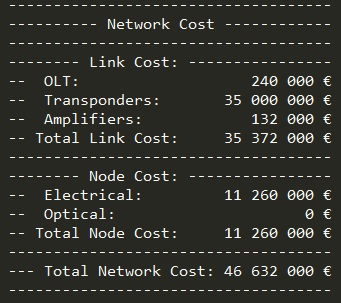 ------------------------------------
---------- Network Cost ------------
------------------------------------
-------- Link Cost: ----------------
--  OLT:                   240 000 €
--  Transponders:       35 000 000 €
--  Amplifiers:            132 000 €
-- Total Link Cost:     35 372 000 €
------------------------------------
-------- Node Cost: ----------------
--  Electrical:         11 260 000 €
--  Optical:                     0 €
-- Total Node Cost:     11 260 000 €
------------------------------------
--- Total Network Cost: 46 632 000 €
------------------------------------